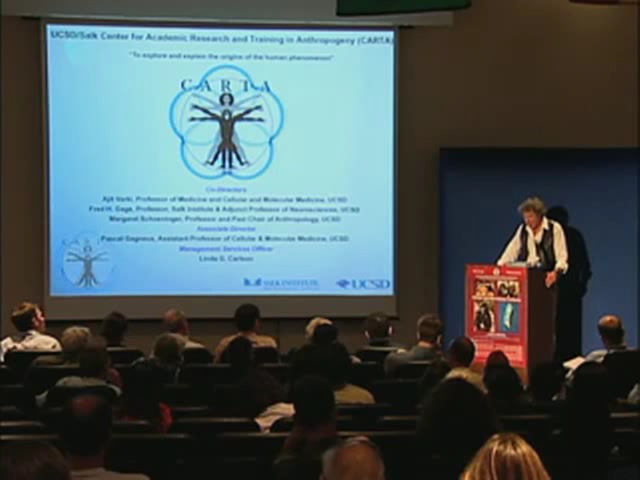 UCSD/Salk Center for Academic Research and Training in Anthropogeny (CARTA)
"To explore and explain the origins of the human phenomenon"
CARTA
Co-Directors
Ajit Varki, Professor of Medicine and Cellular and Molecular Medicine, UCSD
Fred H. Gage, Professor, Salk Institute & Adjunct Professor of Neurosciences, UCSD
Margaret Schoeninger, Professor and Past Chair of Anthropology, UCSD
Associate Director
Pascal Gagneux, Assistant Professor of Cellular & Molecular Medicine, UCSD
Management Services Officer
Linda G. Carlson
CARTA
SALK INSTITUTE
UCSD